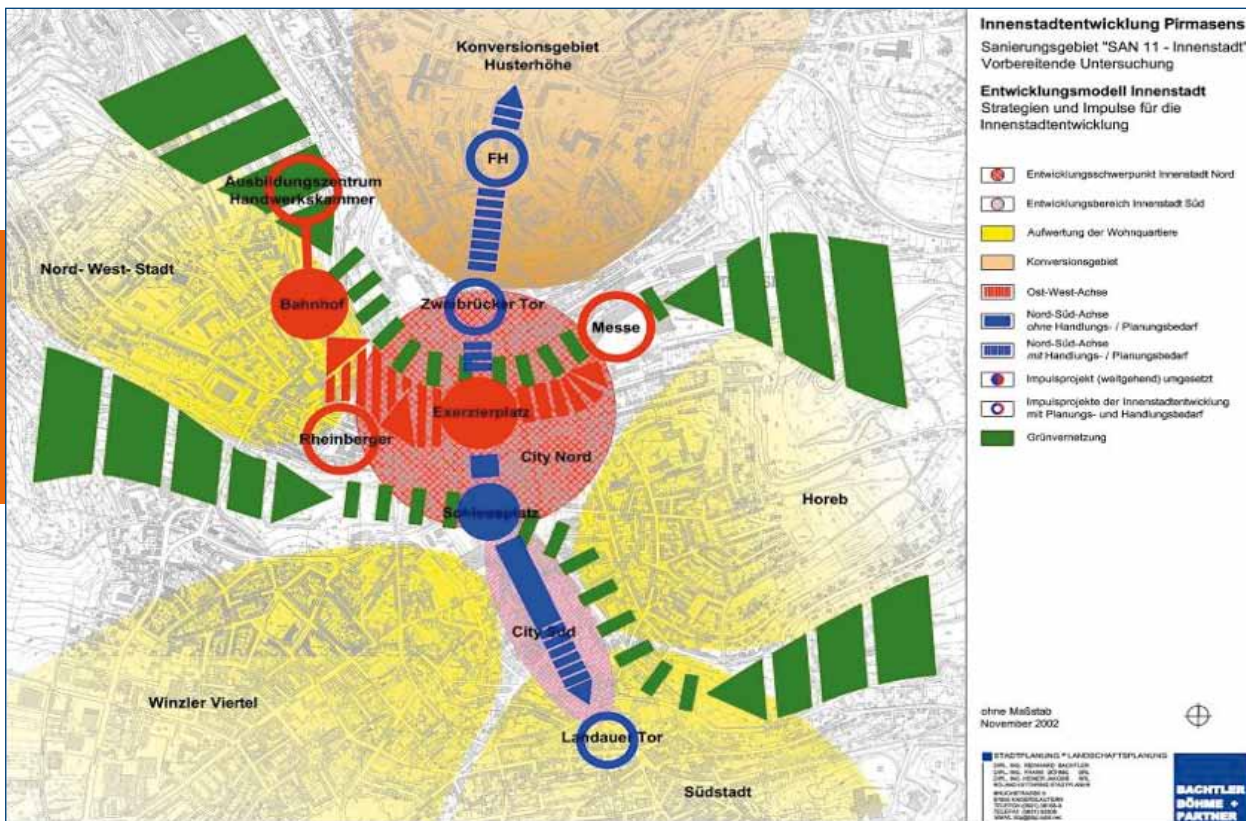 Konversionsgebiet
Husterhöhe
FH
Ausbildungszentrum
Handwerkskammer
Nord- West- Stadt
Bahnhof
Zweibrücker Tor
Messe
Exerzierplatz
Rheinberger
City Nord
Horeb
Schlossplatz
City Süd
Winzler Viertel
Landauer Tor
Südstadt
Innenstadtentwicklung Pirmasens
Sanierungsgebiet "SAN 11 - Innenstadt"
Vorbereitende Untersuchung
Entwicklungsmodell Innenstadt
Strategien und Impulse für die
Innenstadtentwicklung
Entwicklungsschwerpunkt Innenstadt Nord
Entwicklungsbereich Innenstadt Süd
Aufwertung der Wohnquartiere
Konversionsgebiet
Ost-West-Achse
Nord-Süd-Achse
ohne Handlungs- / Planungsbedarf
Nord-Süd-Achse
mit Handlungs- / Planungsbedarf
Impulsprojekt (weitgehend) umgesetzt
Impulsprojekte der Innenstadtentwicklung
mit Planungs- und Handlungsbedarf
Grünvernetzung
ohne Maßstab
November 2002
STADTPLANUNG * LANDSCHAFTSPLANUNG
BACHTLER
BÖHME +
PARTNER